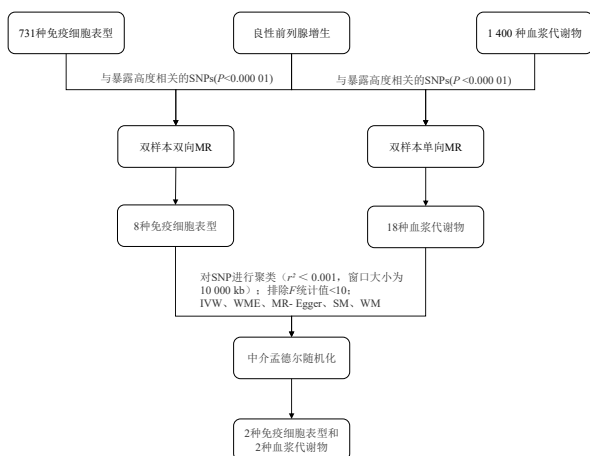 731种免疫细胞表型
良性前列腺增生
1 400 种血浆代谢物
与暴露高度相关的SNPs(P<0.000 01)
与暴露高度相关的SNPs(P <0.000 01)
双样本双向MR
双样本单向MR
8种免疫细胞表型
18种血浆代谢物
对SNP进行聚类（r² < 0.001，窗口大小为
10 000 kb）；排除F统计值<10；
IVW、WME、MR- Egger、SM、WM
中介孟德尔随机化
2种免疫细胞表型和
2种血浆代谢物